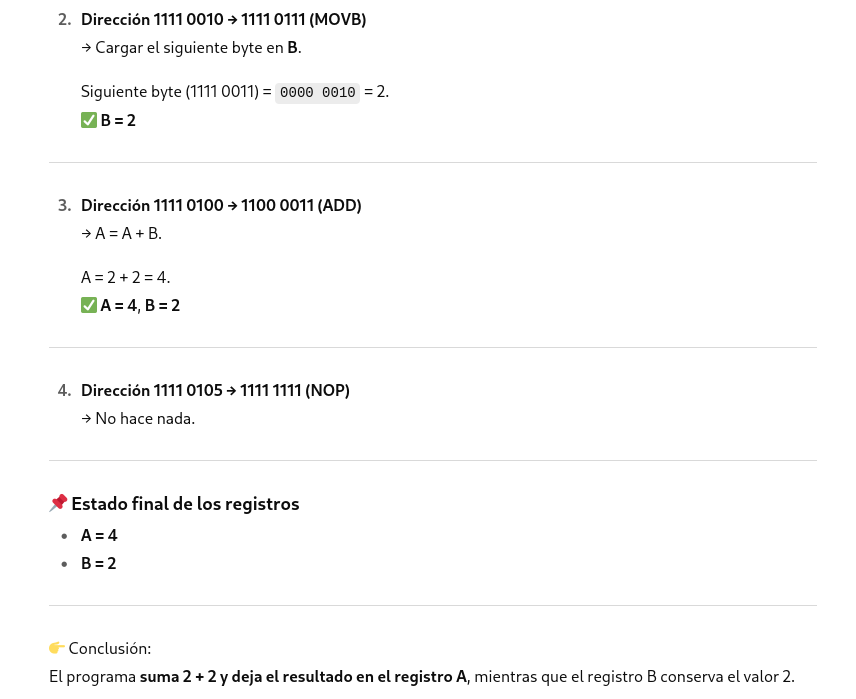 2. Dirección 1111 0010 → 1111 0111 (MOVB)
→ Cargar el siguiente byte en B.
Siguiente byte (1111 0011) = 0000 0010 = 2.
✅ B = 2
3. Dirección 1111 0100 → 1100 0011 (ADD)
→ A = A + B.
A = 2 + 2 = 4.
✅ A = 4, B = 2
4. Dirección 1111 0105 → 1111 1111 (NOP)
→ No hace nada.
📌 Estado final de los registros
• A = 4
• B = 2
👉 Conclusión:
El programa suma 2 + 2 y deja el resultado en el registro A, mientras que el registro B conserva el valor 2.